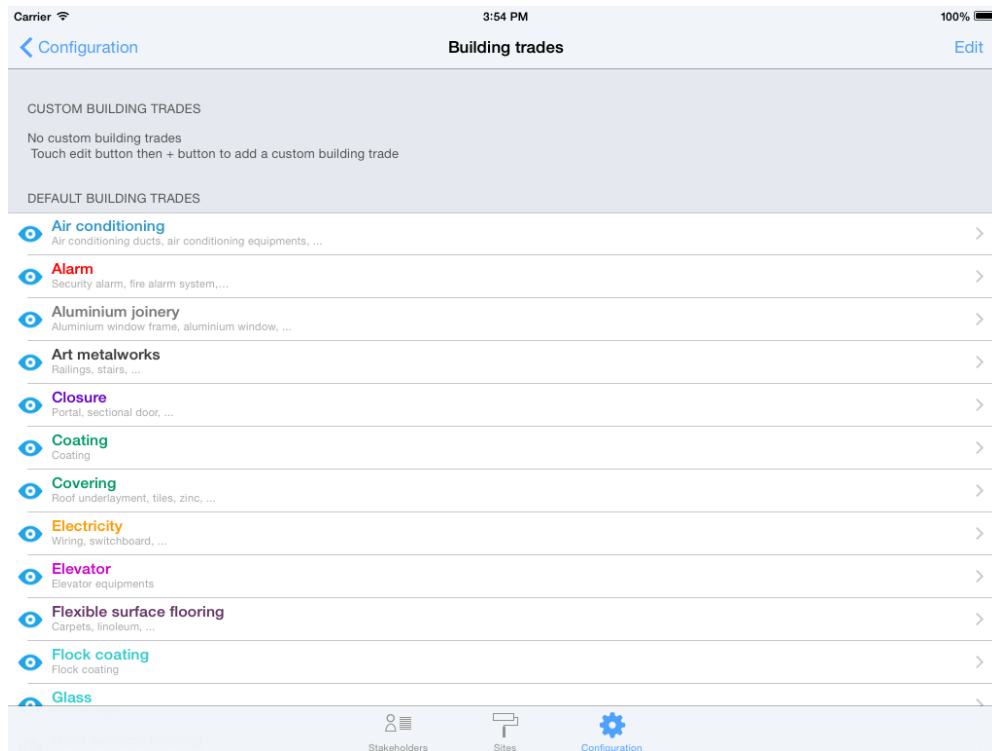 Carrier
3:54 PM
100%
Configuration
Building trades
Edit
CUSTOM BUILDING TRADES
No custom building trades
Touch edit button then + button to add a custom building trade
DEFAULT BUILDING TRADES
Air conditioning
Air conditioning ducts, air conditioning equipments, ...
Alarm
Security alarm, fire alarm system,...
Aluminium joinery
Aluminium window frame, aluminium window, ...
Art metalworks
Railings, stairs, ...
Closure
Portal, sectional door, ...
Coating
Coating
Covering
Roof underlayment, tiles, zinc, ...
Electricity
Wiring, switchboard, ...
Elevator
Elevator equipments
Flexible surface flooring
Carpets, linoleum, ...
Flock coating
Flock coating
Glass
Stakeholders
Sites
Configuration